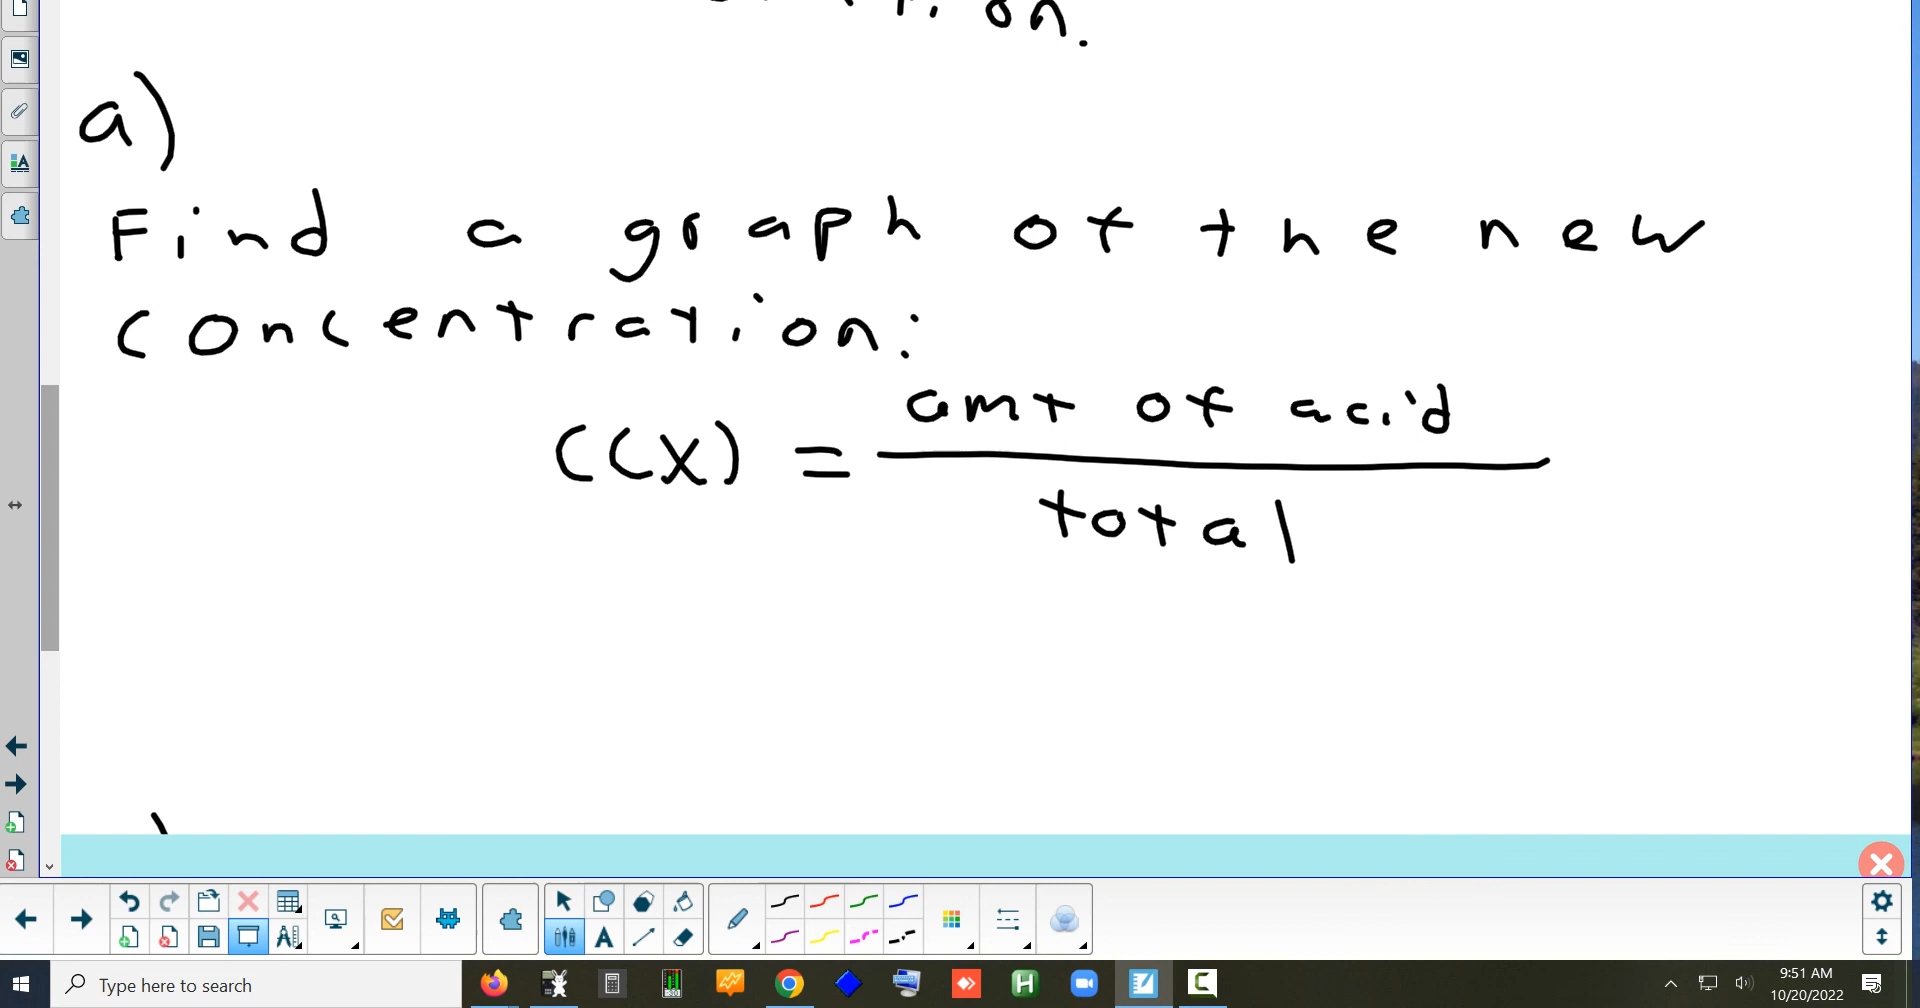 on.
a)
Find a graph of the new
concentration:
C(x) = amt of acid
total
Type here to search
9:51 AM
10/20/2022